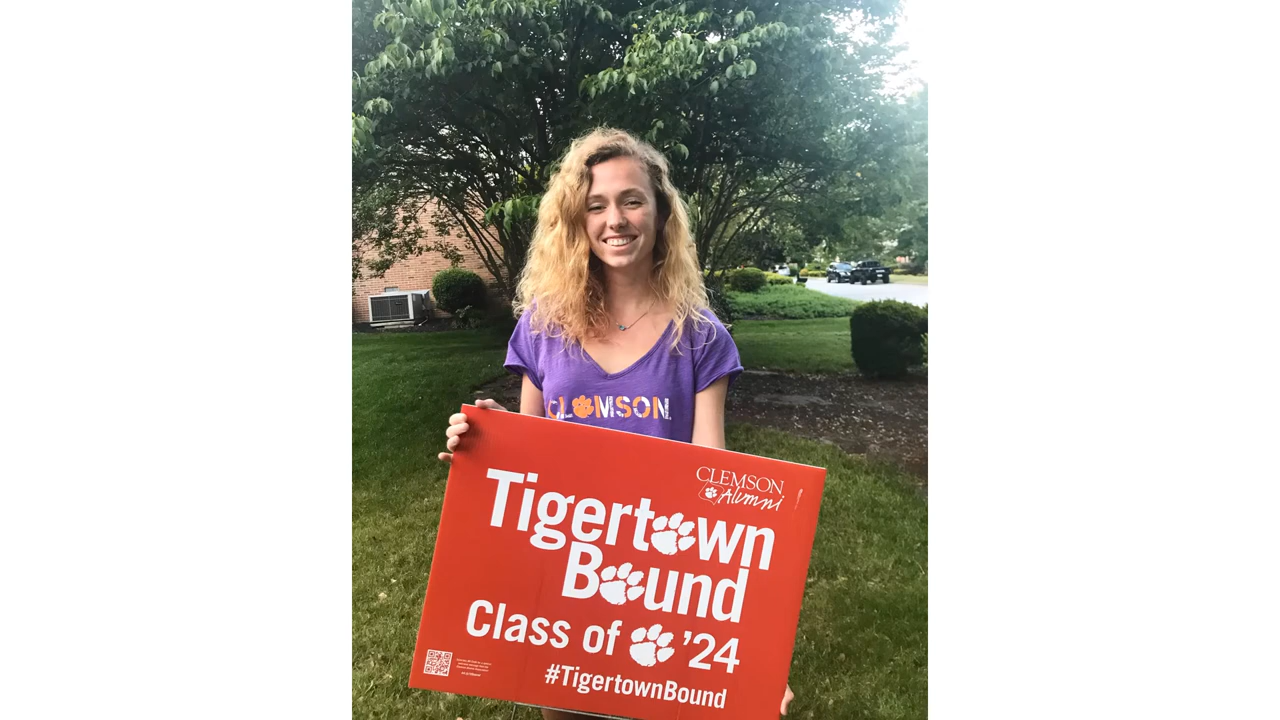 CLEMSON
CLEMSON
Alumni
Tigertown
Bound
Class of '24
#TigertownBound